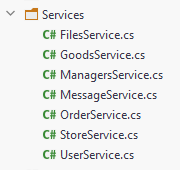 Services
C# FilesService.cs
C# GoodsService.cs
C# ManagersService.cs
C# MessageService.cs
C# OrderService.cs
C# StoreService.cs
C# UserService.cs